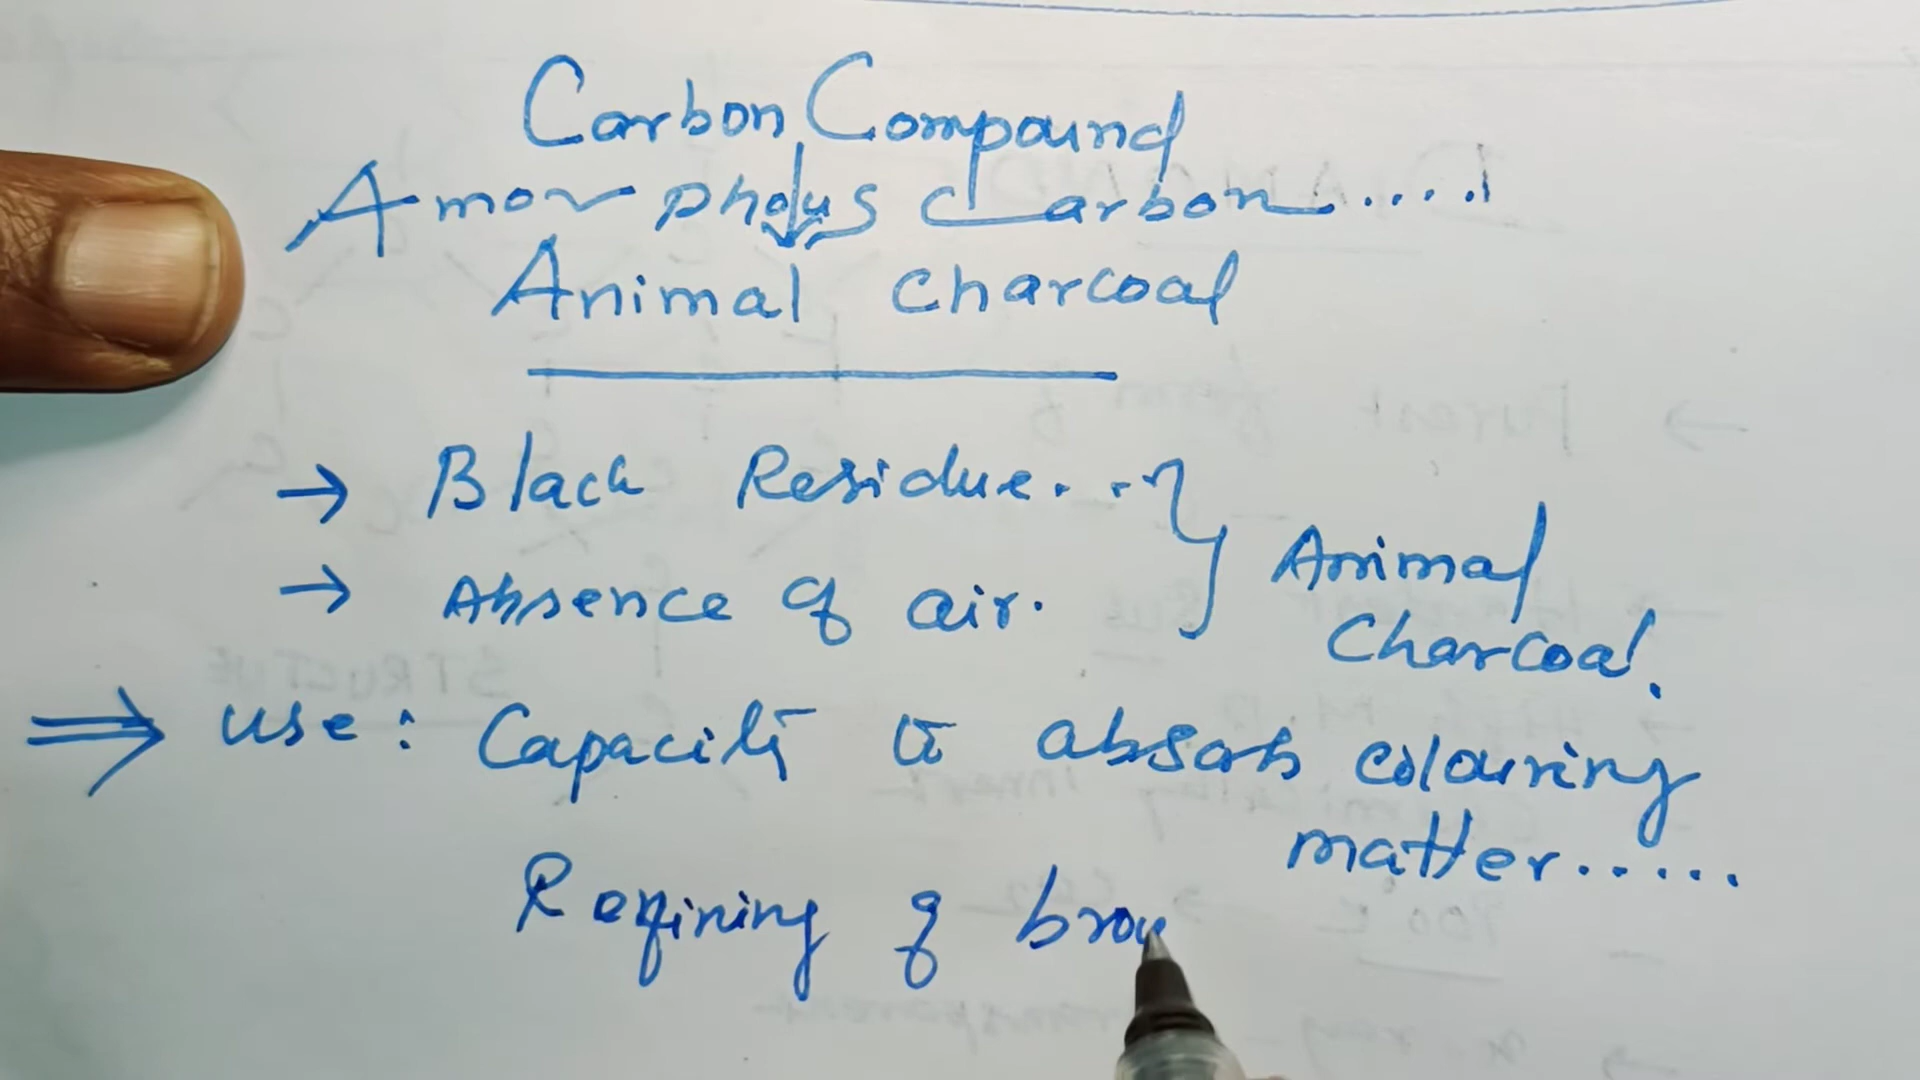 Carbon Compound
Amorphous Carbon.....
Animal Charcoal
→ Black Residue...
→ Absence of air.
Animal
Charcoal.
⇒ use: Capacity to absorb colouring
matter.....
Refining of brow